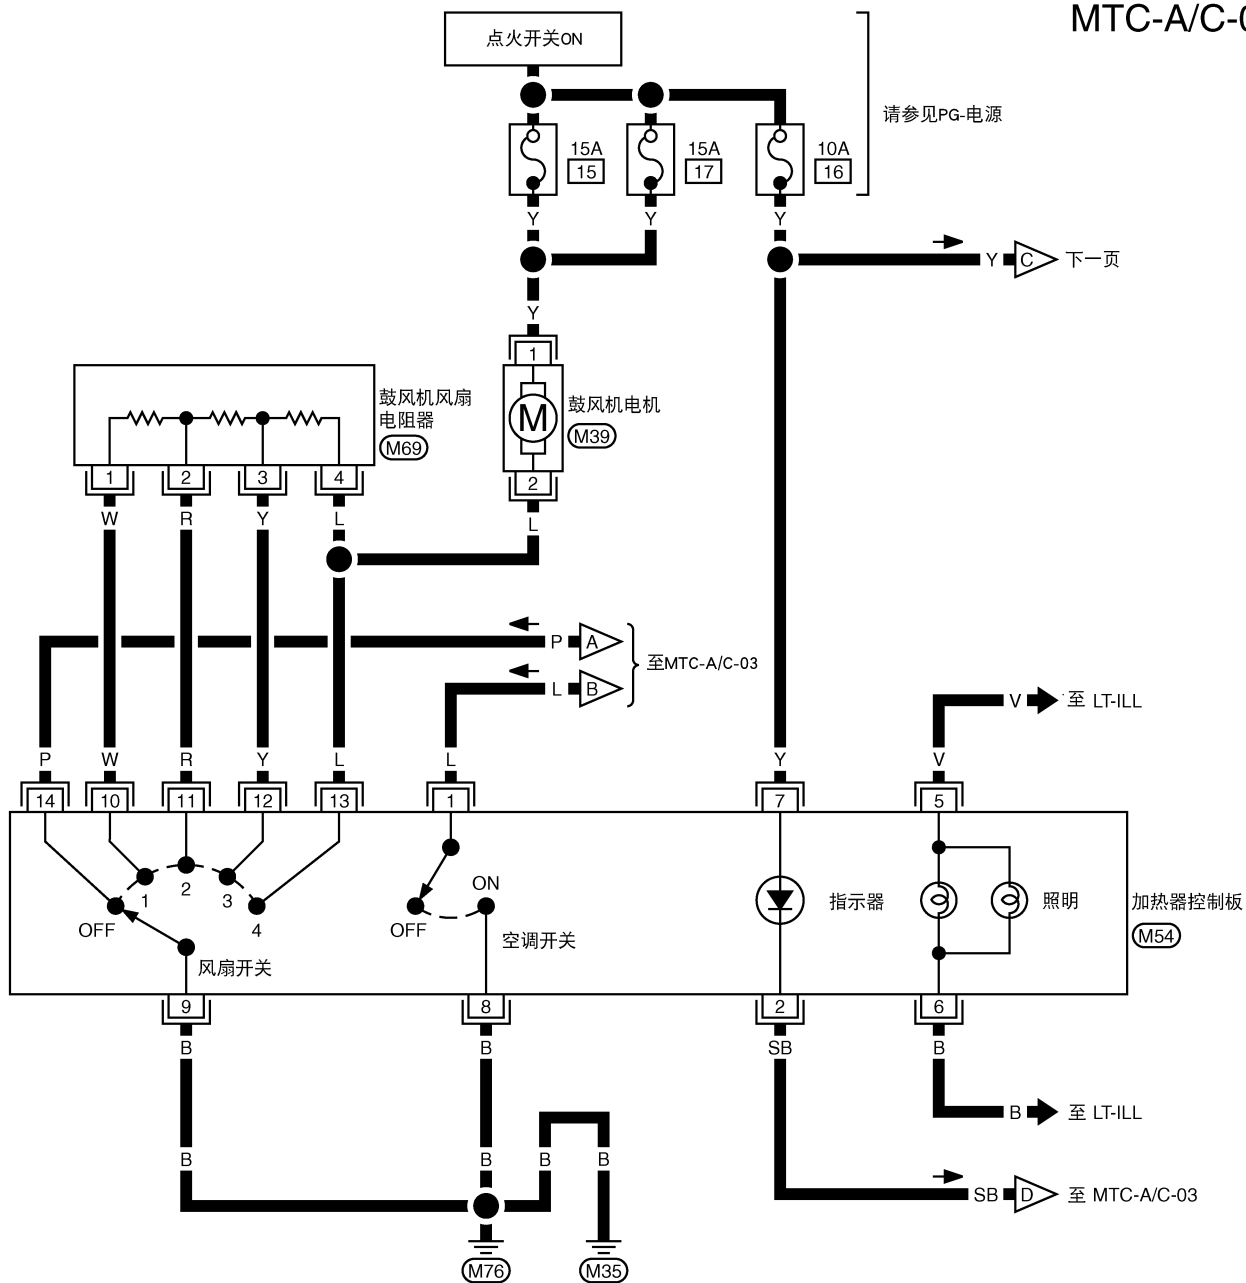 MTC-A/C-0
点火开关ON
请参见PG-电源
15A
15
15A
17
10A
16
Y
Y
Y
Y
C
下一页
Y
1
鼓风机电机
M
M39
2
L
鼓风机风扇
电阻器
M69
1
2
3
4
W
R
Y
L
P
A
至MTC-A/C-03
L
B
V
至 LT-ILL
P
W
R
Y
L
L
Y
V
14
10
11
12
13
1
7
5
1
2
3
4
OFF
风扇开关
ON
OFF
空调开关
指示器
照明
加热器控制板
M54
9
8
2
6
B
B
SB
B
B
至 LT-ILL
B
B
B
B
SB
D
至 MTC-A/C-03
M76
M35